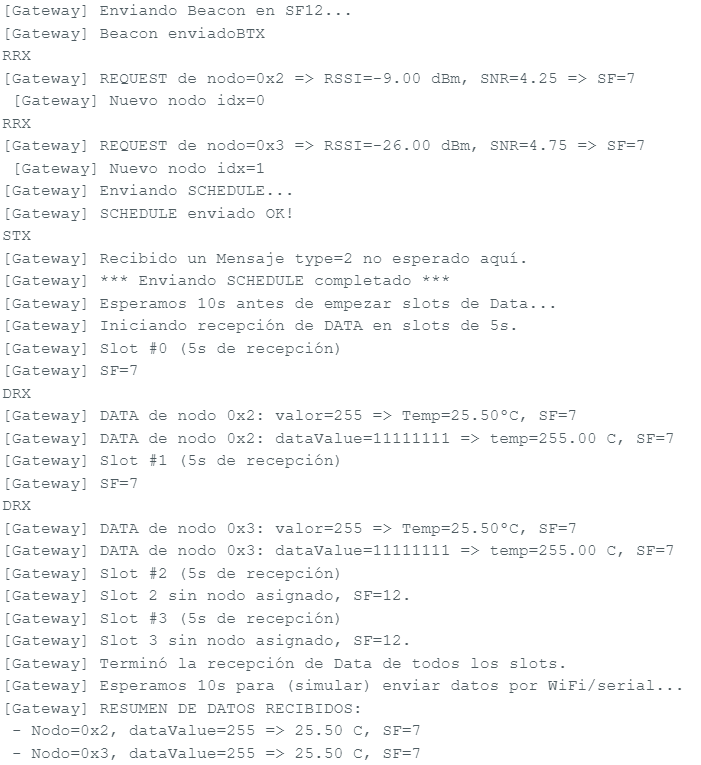 [Gateway] Enviando Beacon en SF12...
[Gateway] Beacon enviadoBTX
RRX
[Gateway] REQUEST de nodo=0x2 => RSSI=-9.00 dBm, SNR=4.25 => SF=7
[Gateway] Nuevo nodo idx=0
RRX
[Gateway] REQUEST de nodo=0x3 => RSSI=-26.00 dBm, SNR=4.75 => SF=7
[Gateway] Nuevo nodo idx=1
[Gateway] Enviando SCHEDULE...
[Gateway] SCHEDULE enviado OK!
STX
[Gateway] Recibido un Mensaje type=2 no esperado aquí.
[Gateway] *** Enviando SCHEDULE completado ***
[Gateway] Esperamos 10s antes de empezar slots de Data...
[Gateway] Iniciando recepción de DATA en slots de 5s.
[Gateway] Slot #0 (5s de recepción)
[Gateway] SF=7
DRX
[Gateway] DATA de nodo 0x2: valor=255 => Temp=25.50ºC, SF=7
[Gateway] DATA de nodo 0x2: dataValue=11111111 => temp=255.00 C, SF=7
[Gateway] Slot #1 (5s de recepción)
[Gateway] SF=7
DRX
[Gateway] DATA de nodo 0x3: valor=255 => Temp=25.50ºC, SF=7
[Gateway] DATA de nodo 0x3: dataValue=11111111 => temp=255.00 C, SF=7
[Gateway] Slot #2 (5s de recepción)
[Gateway] Slot 2 sin nodo asignado, SF=12.
[Gateway] Slot #3 (5s de recepción)
[Gateway] Slot 3 sin nodo asignado, SF=12.
[Gateway] Terminó la recepción de Data de todos los slots.
[Gateway] Esperamos 10s para (simular) enviar datos por WiFi/serial...
[Gateway] RESUMEN DE DATOS RECIBIDOS:
- Nodo=0x2, dataValue=255 => 25.50 C, SF=7
- Nodo=0x3, dataValue=255 => 25.50 C, SF=7